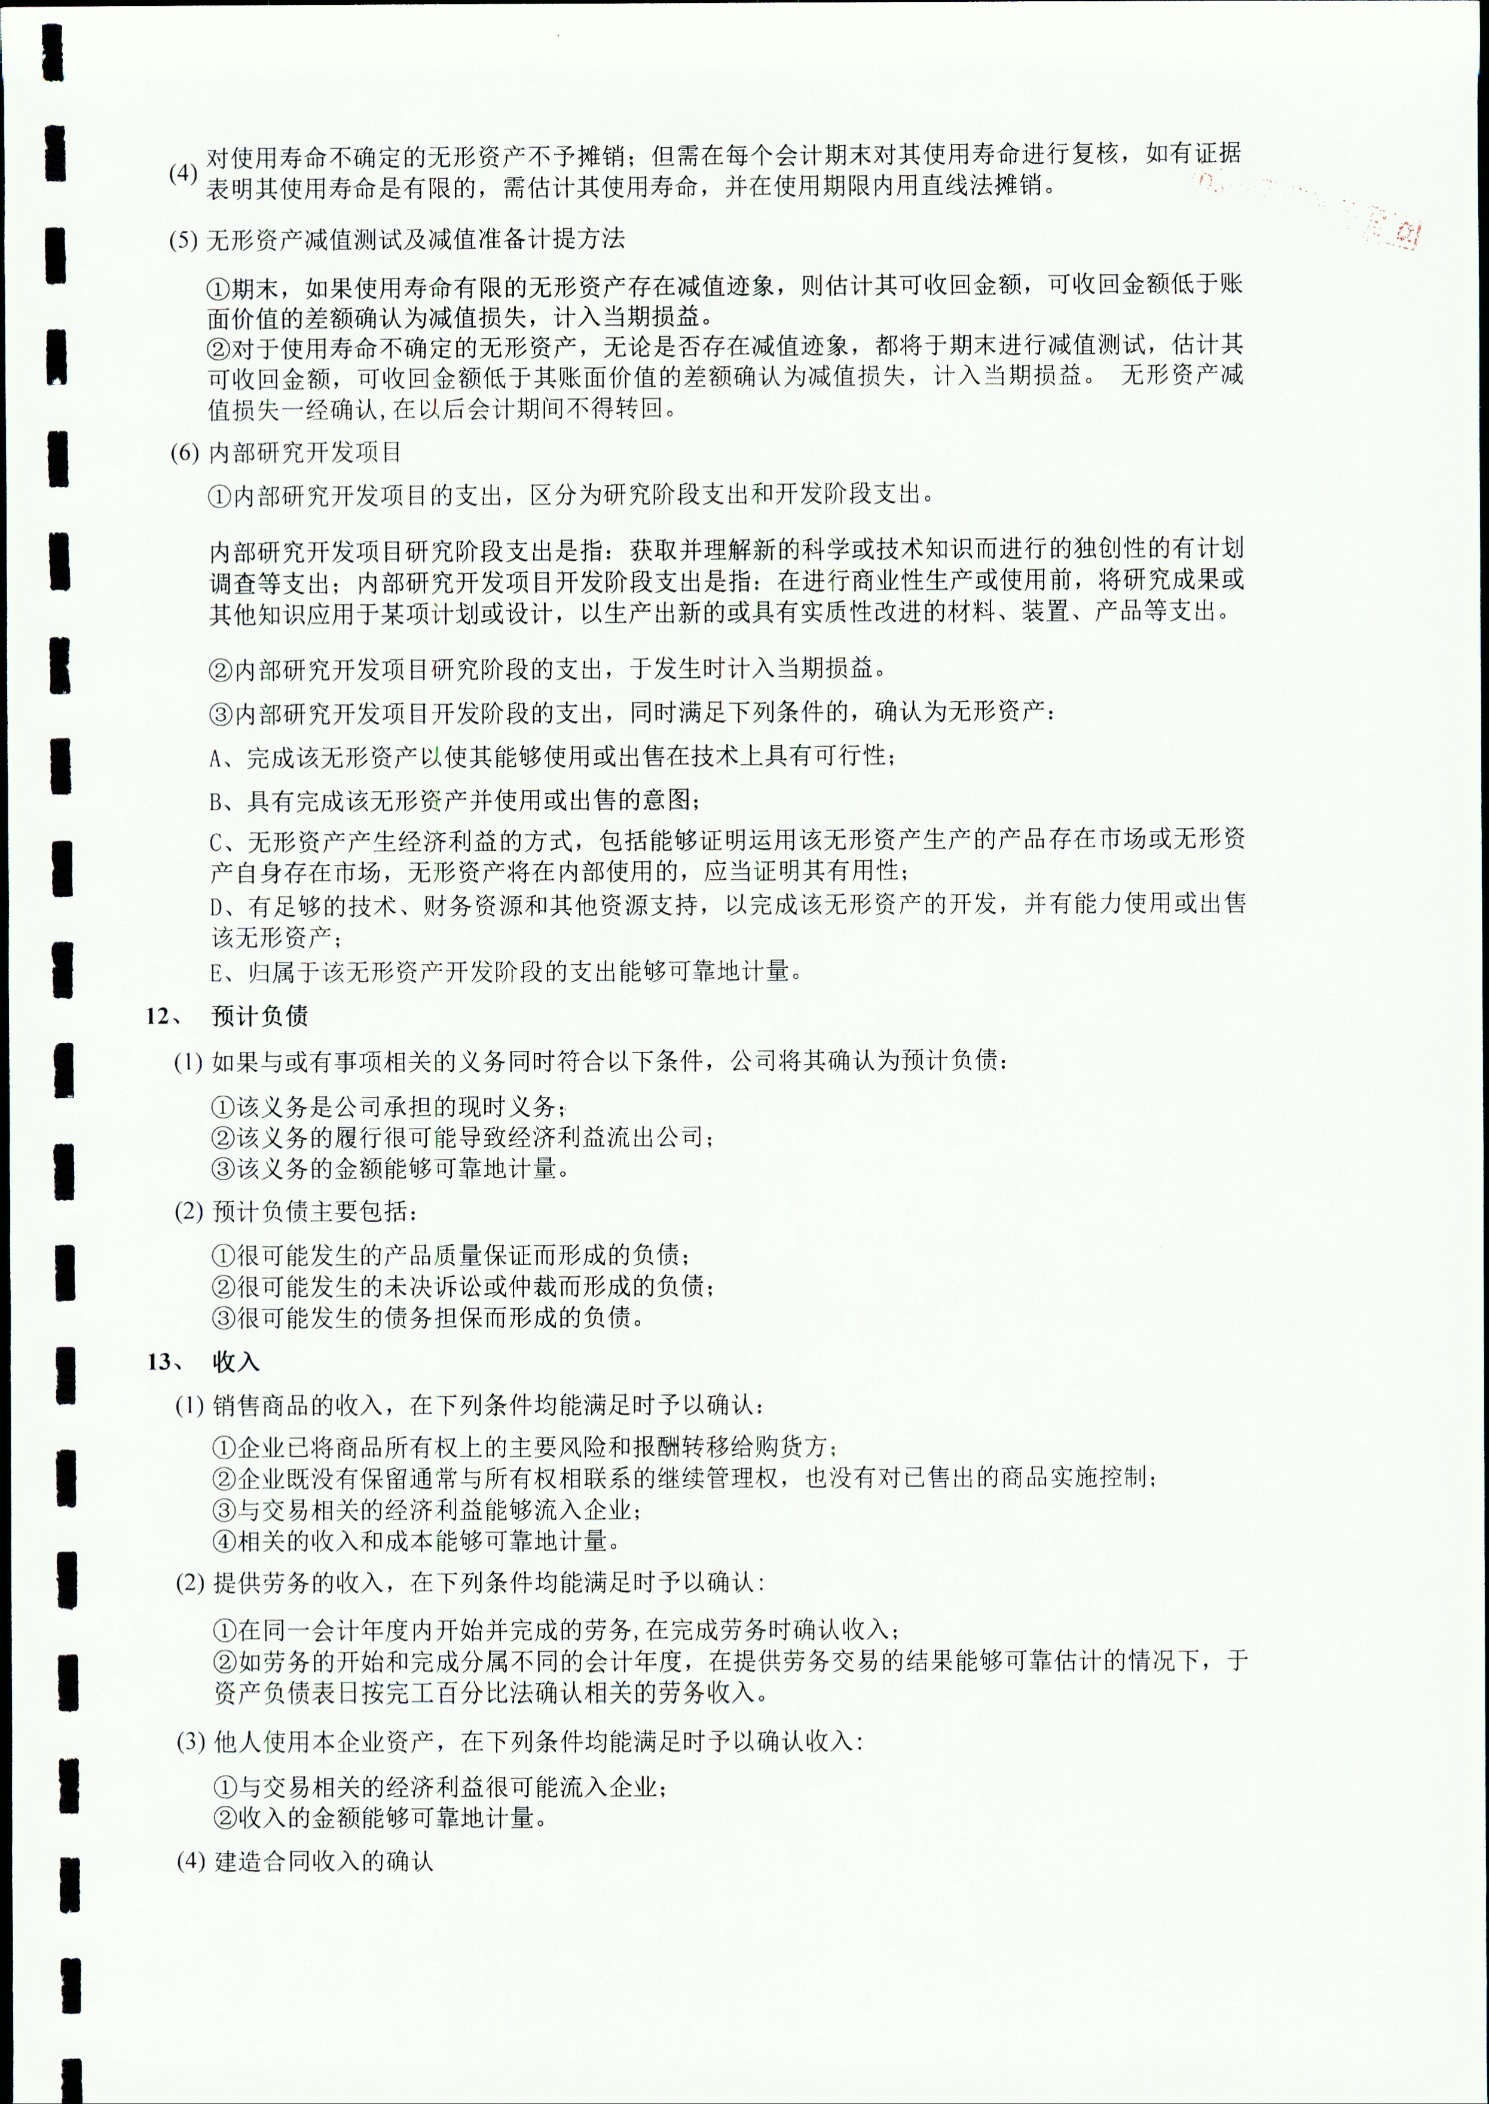 (4) 对使用寿命不确定的无形资产不予摊销；但需在每个会计期末对其使用寿命进行复核，如有证据
表明其使用寿命是有限的，需估计其使用寿命，并在使用期限内用直线法摊销。
(5) 无形资产减值测试及减值准备计提方法
①期末，如果使用寿命有限的无形资产存在减值迹象，则估计其可收回金额，可收回金额低于账
面价值的差额确认为减值损失，计入当期损益。
②对于使用寿命不确定的无形资产，无论是否存在减值迹象，都将于期末进行减值测试，估计其
可收回金额，可收回金额低于其账面价值的差额确认为减值损失，计入当期损益。 无形资产减
值损失一经确认,在以后会计期间不得转回。
(6) 内部研究开发项目
①内部研究开发项目的支出，区分为研究阶段支出和开发阶段支出。
内部研究开发项目研究阶段支出是指：获取并理解新的科学或技术知识而进行的独创性的有计划
调查等支出；内部研究开发项目开发阶段支出是指：在进行商业性生产或使用前，将研究成果或
其他知识应用于某项计划或设计，以生产出新的或具有实质性改进的材料、装置、产品等支出。
②内部研究开发项目研究阶段的支出，于发生时计入当期损益。
③内部研究开发项目开发阶段的支出，同时满足下列条件的，确认为无形资产：
A、完成该无形资产以使其能够使用或出售在技术上具有可行性；
B、具有完成该无形资产并使用或出售的意图；
C、无形资产产生经济利益的方式，包括能够证明运用该无形资产生产的产品存在市场或无形资
产自身存在市场，无形资产将在内部使用的，应当证明其有用性；
D、有足够的技术、财务资源和其他资源支持，以完成该无形资产的开发，并有能力使用或出售
该无形资产；
E、归属于该无形资产开发阶段的支出能够可靠地计量。
12、 预计负债
(1) 如果与或有事项相关的义务同时符合以下条件，公司将其确认为预计负债：
①该义务是公司承担的现时义务；
②该义务的履行很可能导致经济利益流出公司；
③该义务的金额能够可靠地计量。
(2) 预计负债主要包括：
①很可能发生的产品质量保证而形成的负债；
②很可能发生的未决诉讼或仲裁而形成的负债；
③很可能发生的债务担保而形成的负债。
13、 收入
(1) 销售商品的收入，在下列条件均能满足时予以确认：
①企业已将商品所有权上的主要风险和报酬转移给购货方；
②企业既没有保留通常与所有权相联系的继续管理权，也没有对已售出的商品实施控制；
③与交易相关的经济利益能够流入企业；
④相关的收入和成本能够可靠地计量。
(2) 提供劳务的收入，在下列条件均能满足时予以确认：
①在同一会计年度内开始并完成的劳务,在完成劳务时确认收入；
②如劳务的开始和完成分属不同的会计年度，在提供劳务交易的结果能够可靠估计的情况下，于
资产负债表日按完工百分比法确认相关的劳务收入。
(3) 他人使用本企业资产，在下列条件均能满足时予以确认收入：
①与交易相关的经济利益很可能流入企业；
②收入的金额能够可靠地计量。
(4) 建造合同收入的确认